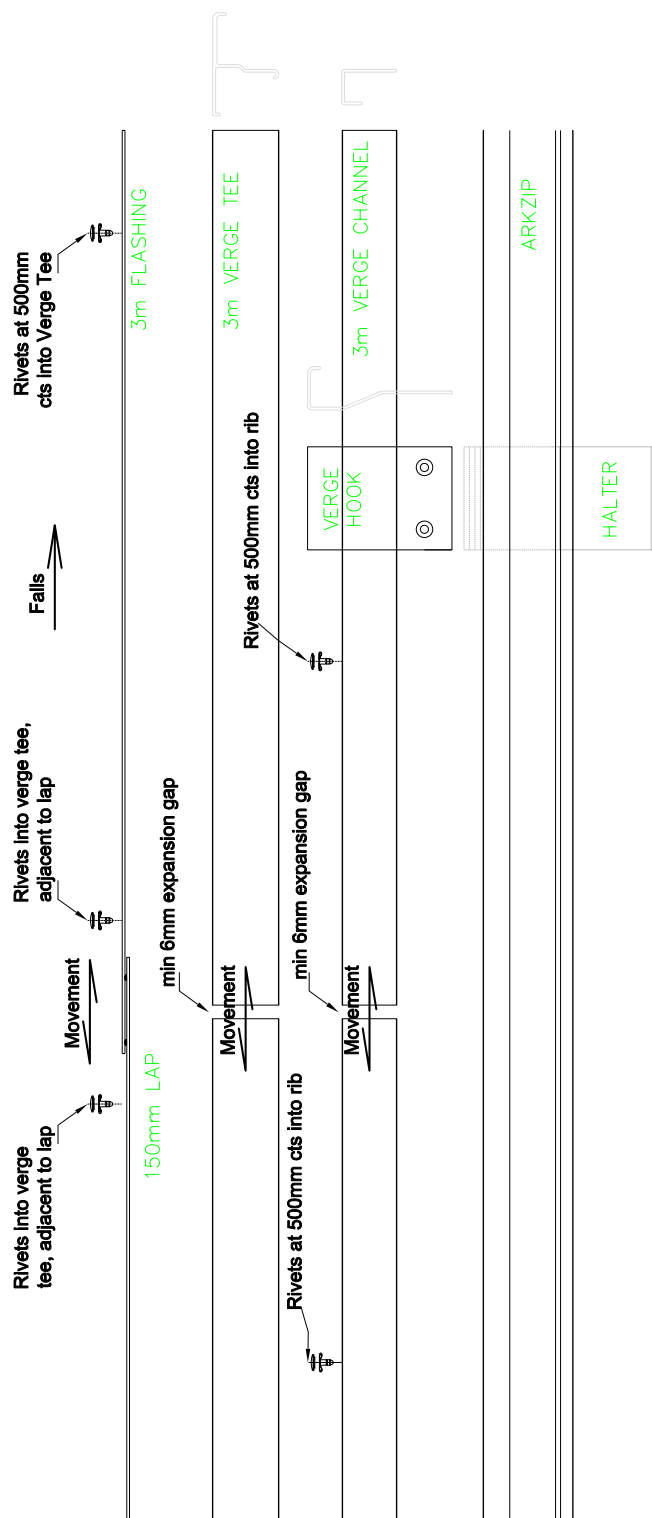 Rivets into verge
tee, adjacent to lap
Movement
Rivets into verge tee,
adjacent to lap
Falls
Rivets at 500mm
cts into Verge Tee
150mm LAP
3m FLASHING
min 6mm expansion gap
Movement
3m VERGE TEE
Rivets at 500mm cts into rib
min 6mm expansion gap
Movement
Rivets at 500mm cts into rib
VERGE
HOOK
3m VERGE CHANNEL
ARKZIP
HALTER